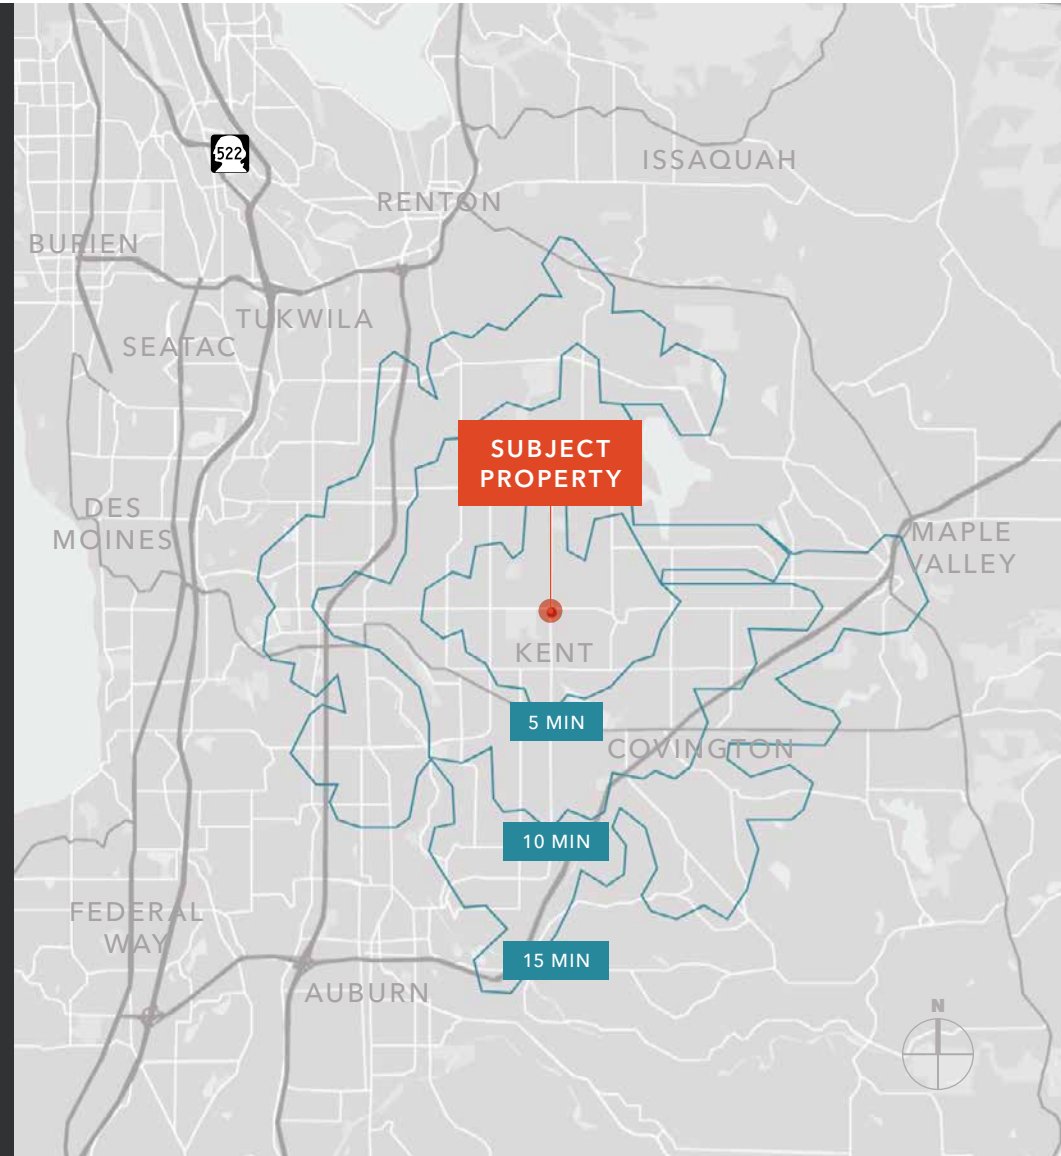 522
ISSAQUAH
RENTON
BURIEN
TUKWILA
SEATAC
SUBJECT
PROPERTY
DES
MOINES
MAPLE
VALLEY
KENT
5 MIN
COVINGTON
10 MIN
FEDERAL
WAY
15 MIN
AUBURN
N